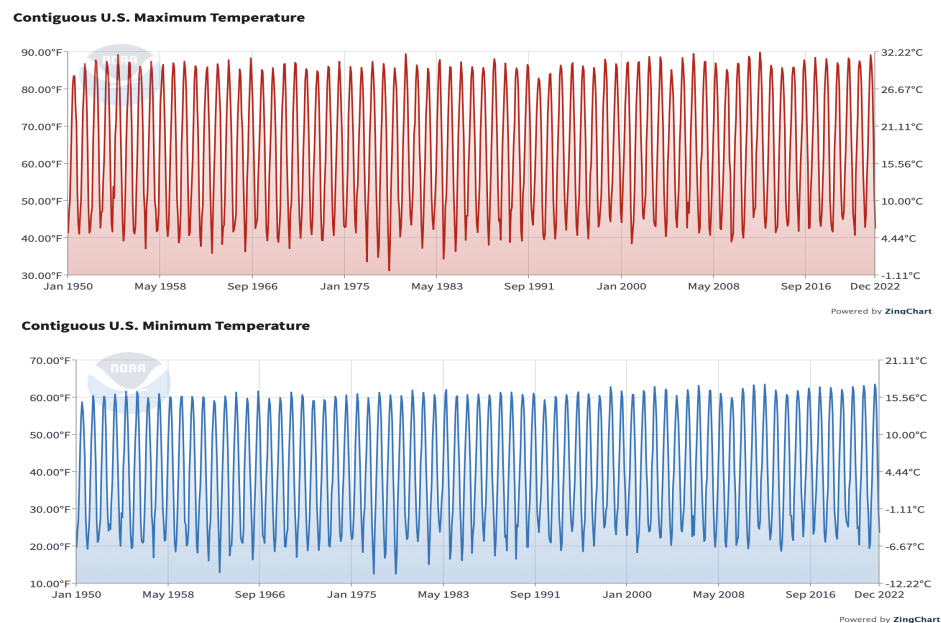 Contiguous U.S. Maximum Temperature
90.00°F 32.22°C
NOAA
80.00°F 26.67°C
70.00°F 21.11°C
60.00°F 15.56°C
50.00°F 10.00°C
40.00°F 4.44°C
30.00°F -1.11°C
Jan 1950 May 1958 Sep 1966 Jan 1975 May 1983 Sep 1991 Jan 2000 May 2008 Sep 2016 Dec 2022
Powered by ZingChart
Contiguous U.S. Minimum Temperature
70.00°F 21.11°C
NOAA
60.00°F 15.56°C
50.00°F 10.00°C
40.00°F 4.44°C
30.00°F -1.11°C
20.00°F -6.67°C
10.00°F -12.22°C
Jan 1950 May 1958 Sep 1966 Jan 1975 May 1983 Sep 1991 Jan 2000 May 2008 Sep 2016 Dec 2022
Powered by ZingChart